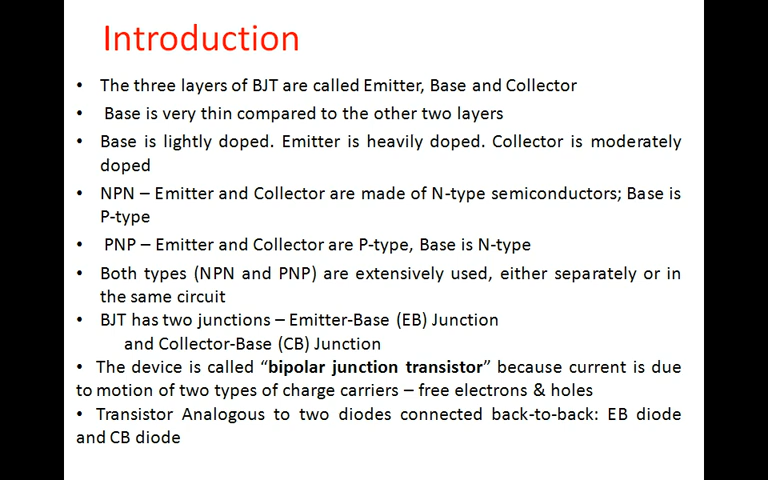 Introduction
• The three layers of BJT are called Emitter, Base and Collector
• Base is very thin compared to the other two layers
• Base is lightly doped. Emitter is heavily doped. Collector is moderately
doped
• NPN – Emitter and Collector are made of N-type semiconductors; Base is
P-type
• PNP – Emitter and Collector are P-type, Base is N-type
• Both types (NPN and PNP) are extensively used, either separately or in
the same circuit
• BJT has two junctions – Emitter-Base (EB) Junction
and Collector-Base (CB) Junction
• The device is called “bipolar junction transistor” because current is due
to motion of two types of charge carriers – free electrons & holes
• Transistor Analogous to two diodes connected back-to-back: EB diode
and CB diode